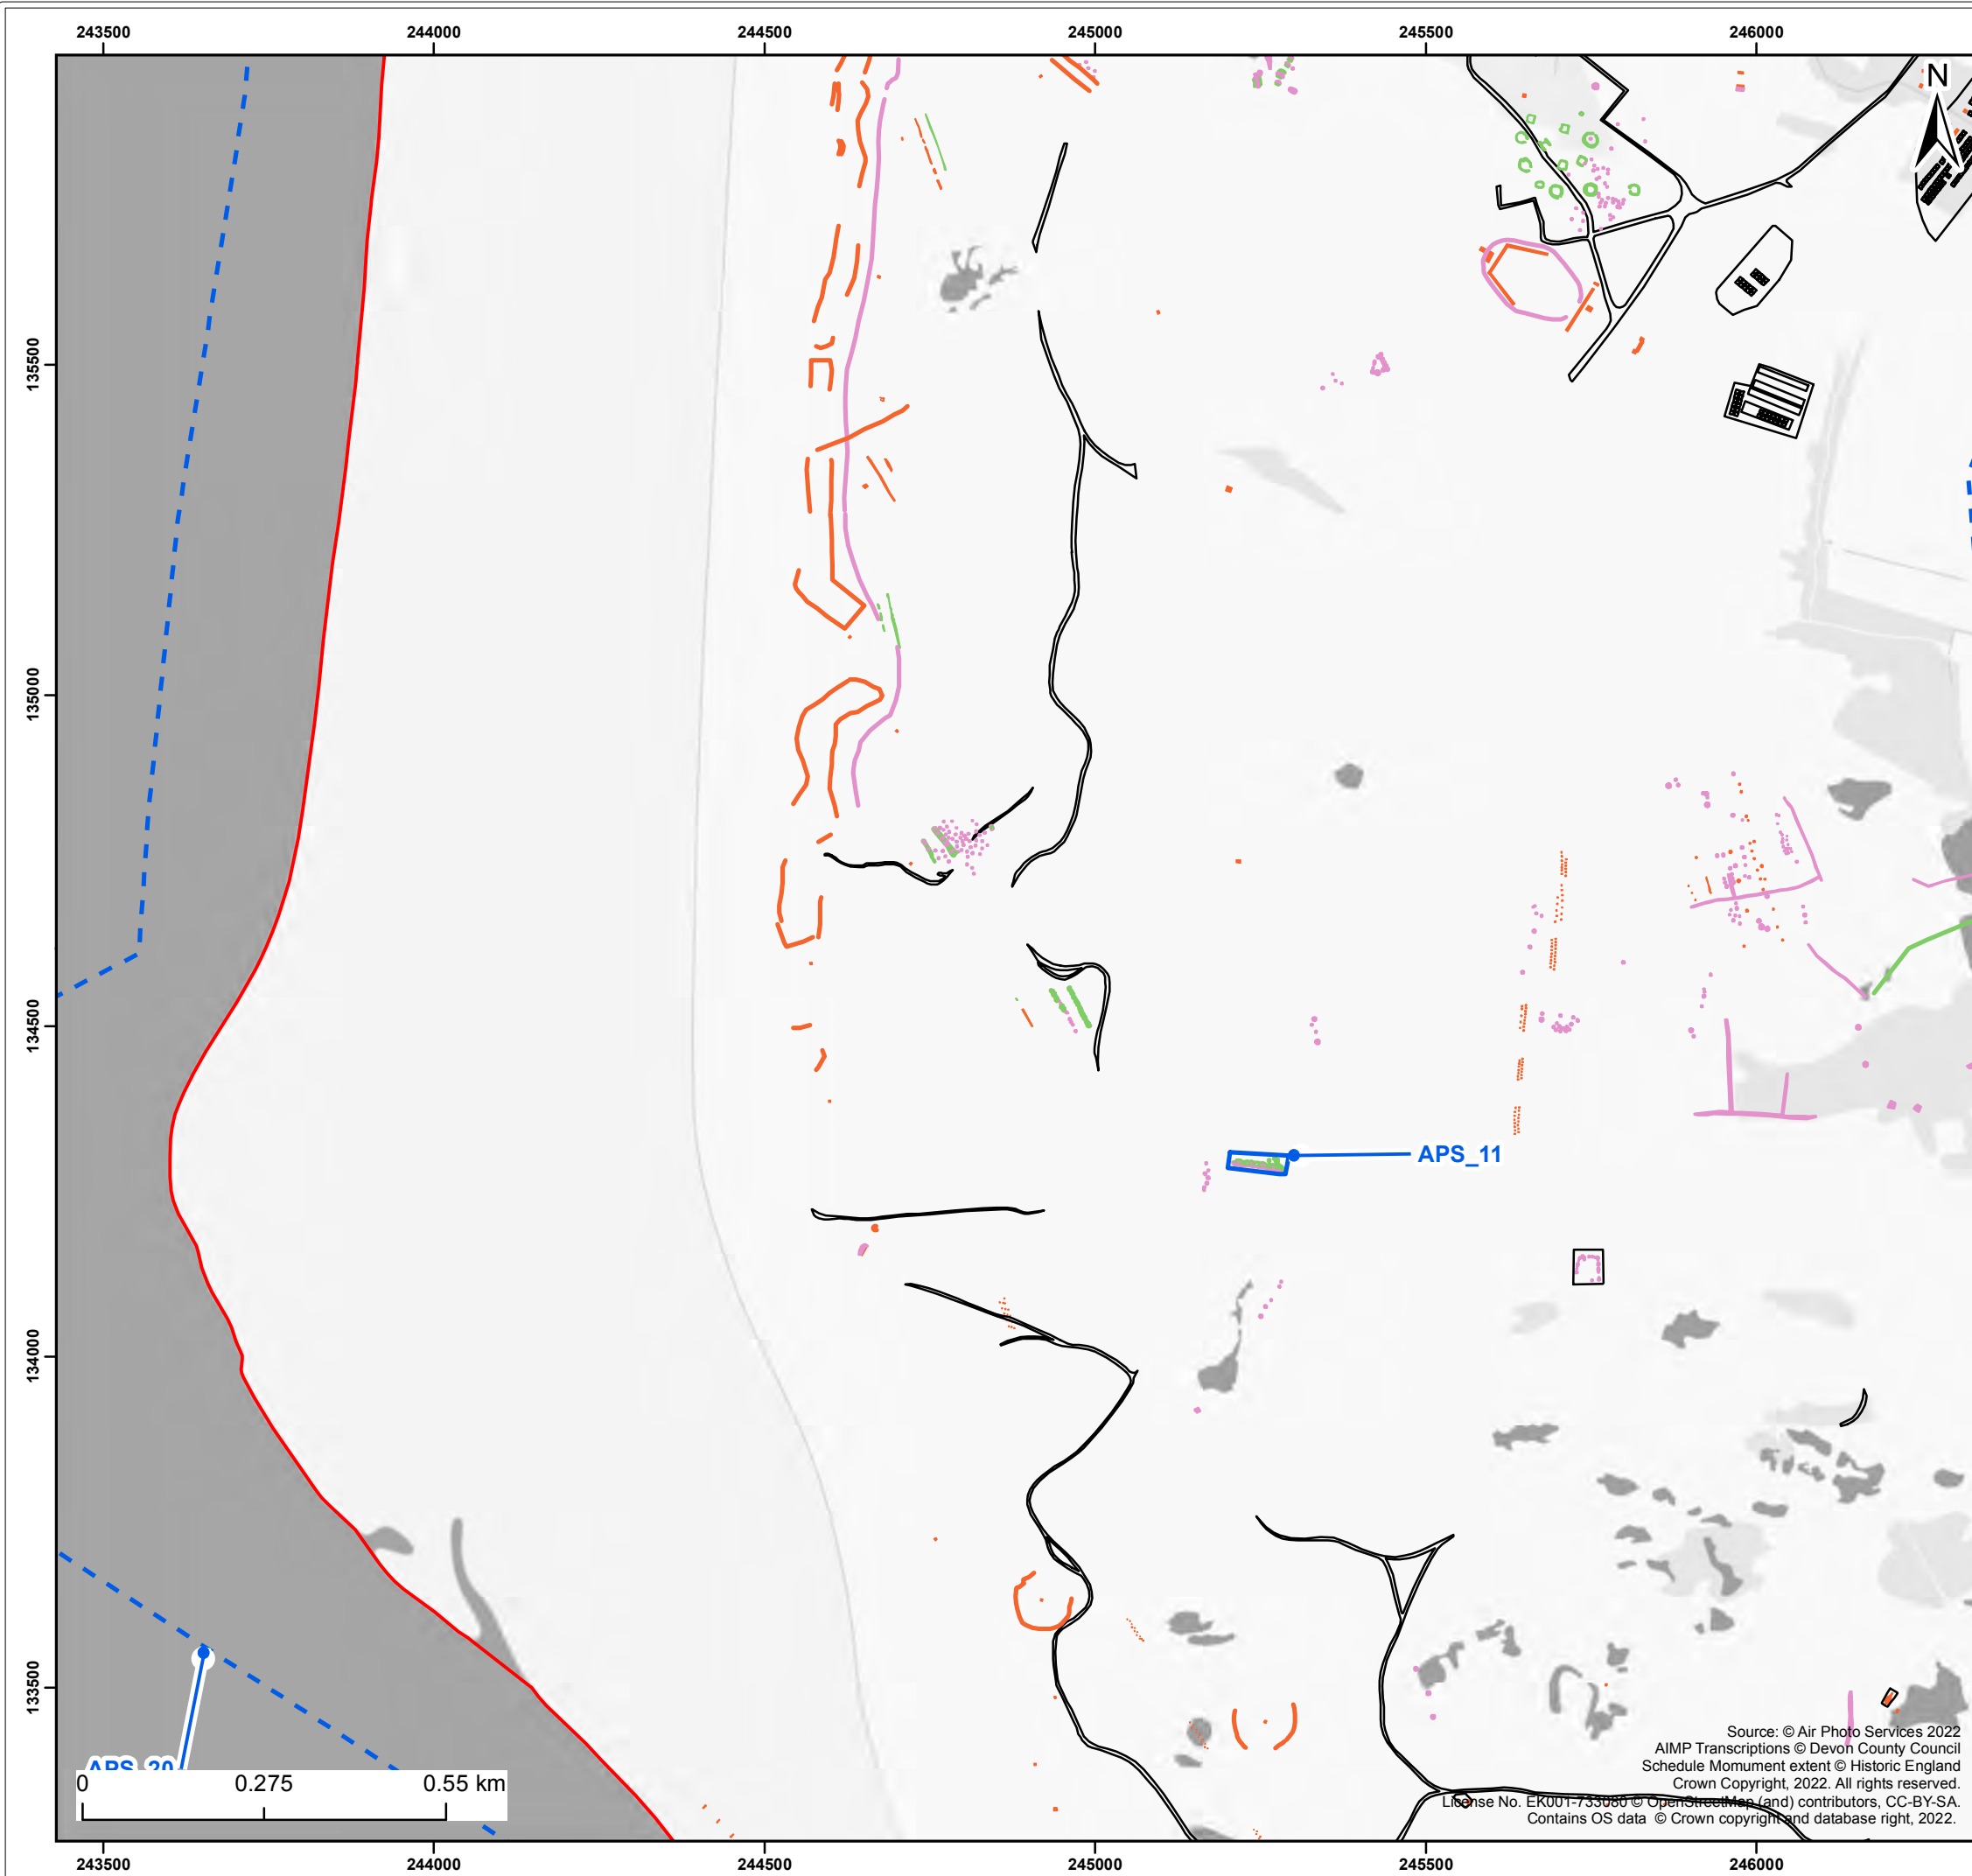 243500 244000 244500 245000 245500 246000
N
135500
135000
134500
APS_11
134000
133500
APS_20
0 0.275 0.55 km
Source: © Air Photo Services 2022
AIMP Transcriptions © Devon County Council
Schedule Momument extent © Historic England
Crown Copyright, 2022. All rights reserved.
License No. EK001-733080 © OpenStreetMap (and) contributors, CC-BY-SA.
Contains OS data © Crown copyright and database right, 2022.
243500 244000 244500 245000 245500 246000